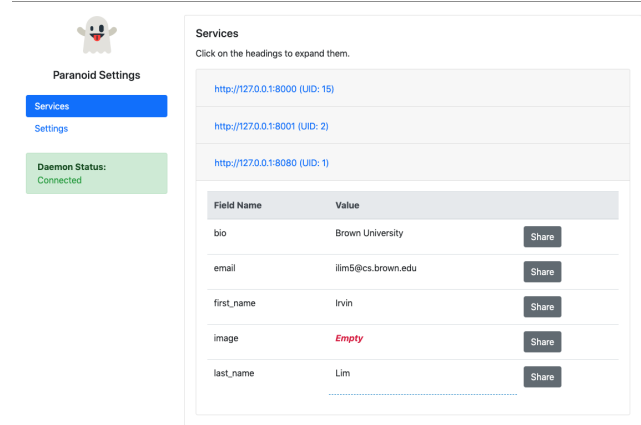 Paranoid Settings
Services
Settings
Daemon Status:
Connected
Services
Click on the headings to expand them.
http://127.0.0.1:8000 (UID: 15)
http://127.0.0.1:8001 (UID: 2)
http://127.0.0.1:8080 (UID: 1)
Field Name Value
bio Brown University Share
email ilim5@cs.brown.edu Share
first_name Irvin Share
image Empty Share
last_name Lim Share